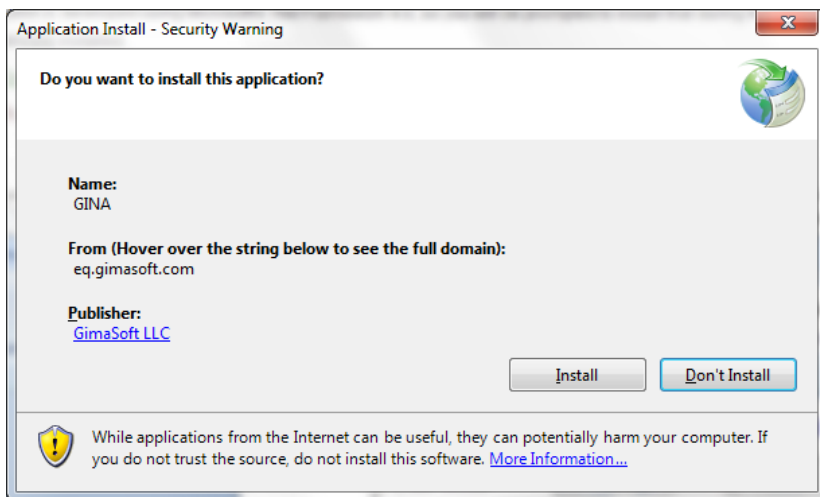 Application Install - Security Warning
Do you want to install this application?
Name:
GINA
From (Hover over the string below to see the full domain):
eq.gimasoft.com
Publisher:
GimaSoft LLC
Install
Don't Install
While applications from the Internet can be useful, they can potentially harm your computer. If
you do not trust the source, do not install this software. More Information...